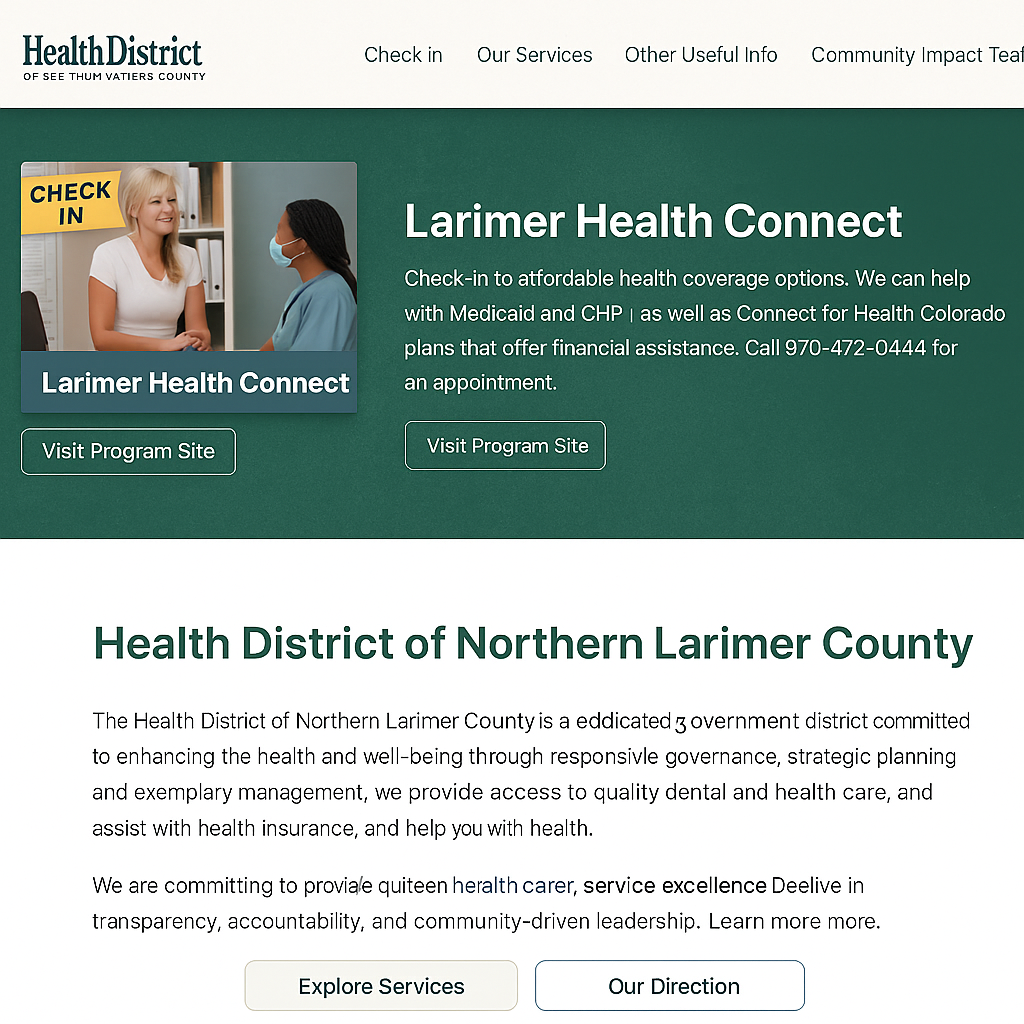 HealthDistrict
OF SEE THUM VATIERS COUNTY
Check in
Our Services
Other Useful Info
Community Impact Tea
CHECK
IN
Larimer Health Connect
Visit Program Site
Larimer Health Connect
Check-in to affordable health coverage options. We can help
with Medicaid and CHP | as well as Connect for Health Colorado
plans that offer financial assistance. Call 970-472-0444 for
an appointment.
Visit Program Site
Health District of Northern Larimer County
The Health District of Northern Larimer County is a eddicated ʒovernment district committed
to enhancing the health and well-being through responsivle governance, strategic planning
and exemplary management, we provide access to quality dental and health care, and
assist with health insurance, and help you with health.
We are committing to quiteen heralth carer, service excellence Deelive in
transparency, accountability, and community-driven leadership. Learn more more.
Explore Services
Our Direction